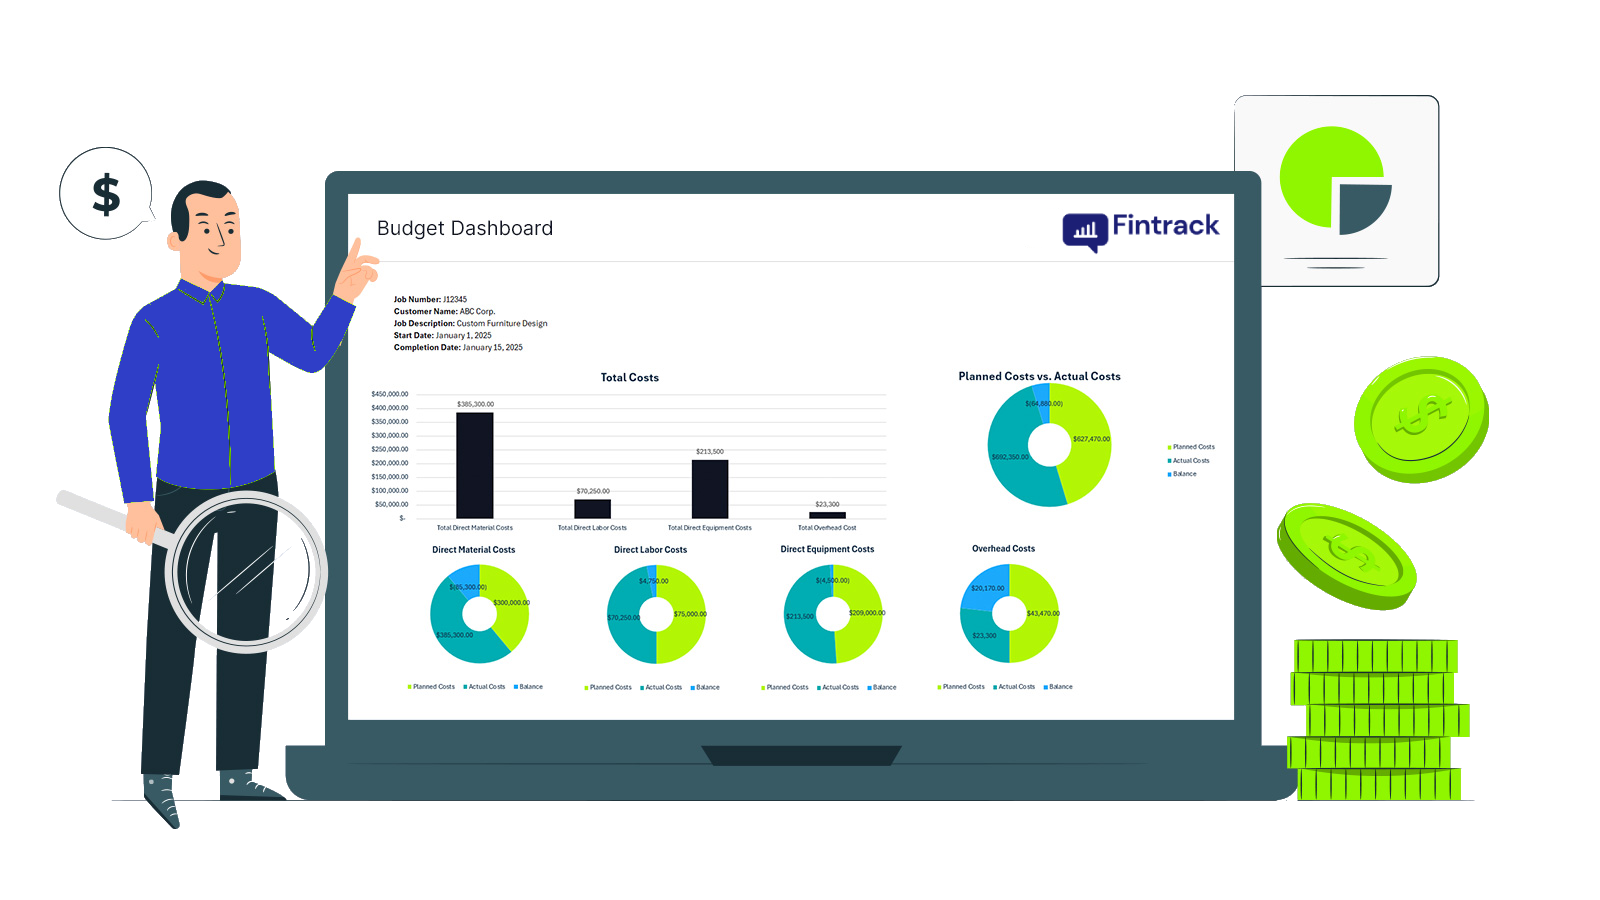 $
Budget Dashboard
Fintrack
Job Number: J12345
Customer Name: ABC Corp.
Job Description: Custom Furniture Design
Start Date: January 1, 2025
Completion Date: January 15, 2025
Total Costs
$450,000.00
$400,000.00
$350,000.00
$300,000.00
$250,000.00
$200,000.00
$150,000.00
$100,000.00
$50,000.00
$-
$385,300.00
$70,250.00
$213,500
$23,300
Total Direct Material Costs
Total Direct Labor Costs
Total Direct Equipment Costs
Total Overhead Cost
Planned Costs vs. Actual Costs
$(64,880.00)
$627,470.00
$692,350.00
Planned Costs
Actual Costs
Balance
Direct Material Costs
$(85,300.00)
$300,000.00
$385,300.00
Planned Costs Actual Costs Balance
Direct Labor Costs
$4,750.00
$75,000.00
$70,250.00
Planned Costs Actual Costs Balance
Direct Equipment Costs
$(4,500.00)
$209,000.00
$213,500
Planned Costs Actual Costs Balance
Overhead Costs
$20,170.00
$43,470.00
$23,300
Planned Costs Actual Costs Balance
$
$